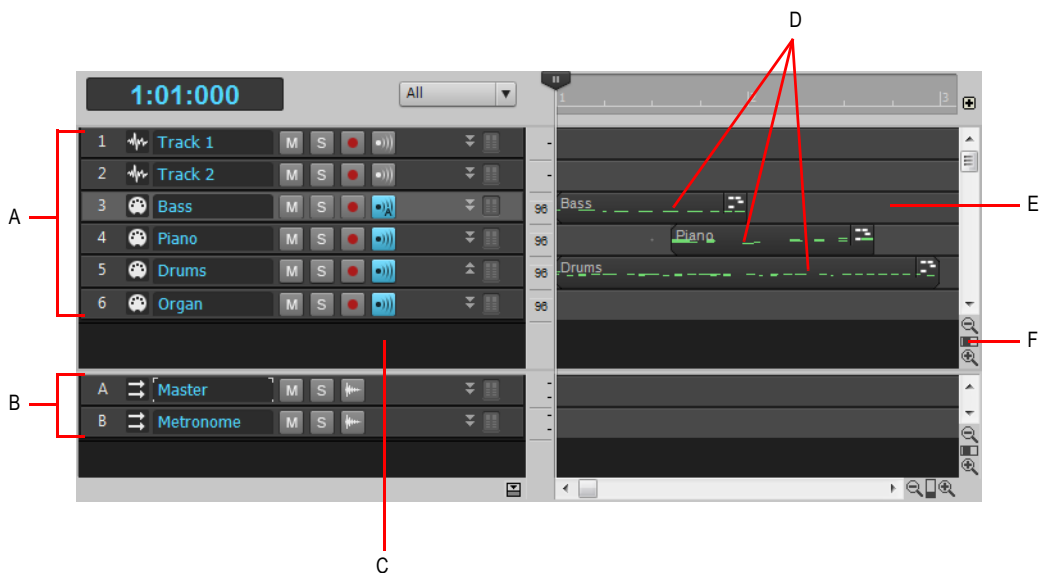 D
1:01:000 All
1 2 3
1 Track 1 M S -
2 Track 2 M S -
A
3 Bass M S A 96 Bass
E
4 Piano M S 96 Piano
5 Drums M S 96 Drums
6 Organ M S 96
F
A Master M S - -
B
B Metronome M S - -
C